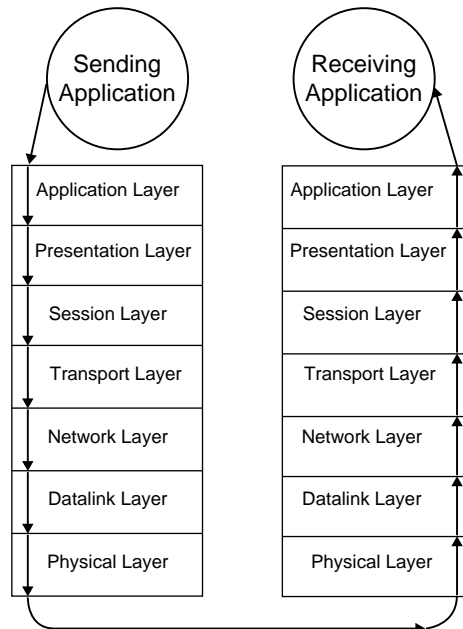 Sending
Application
Receiving
Application
Application Layer
Presentation Layer
Session Layer
Transport Layer
Network Layer
Datalink Layer
Physical Layer
Application Layer
Presentation Layer
Session Layer
Transport Layer
Network Layer
Datalink Layer
Physical Layer